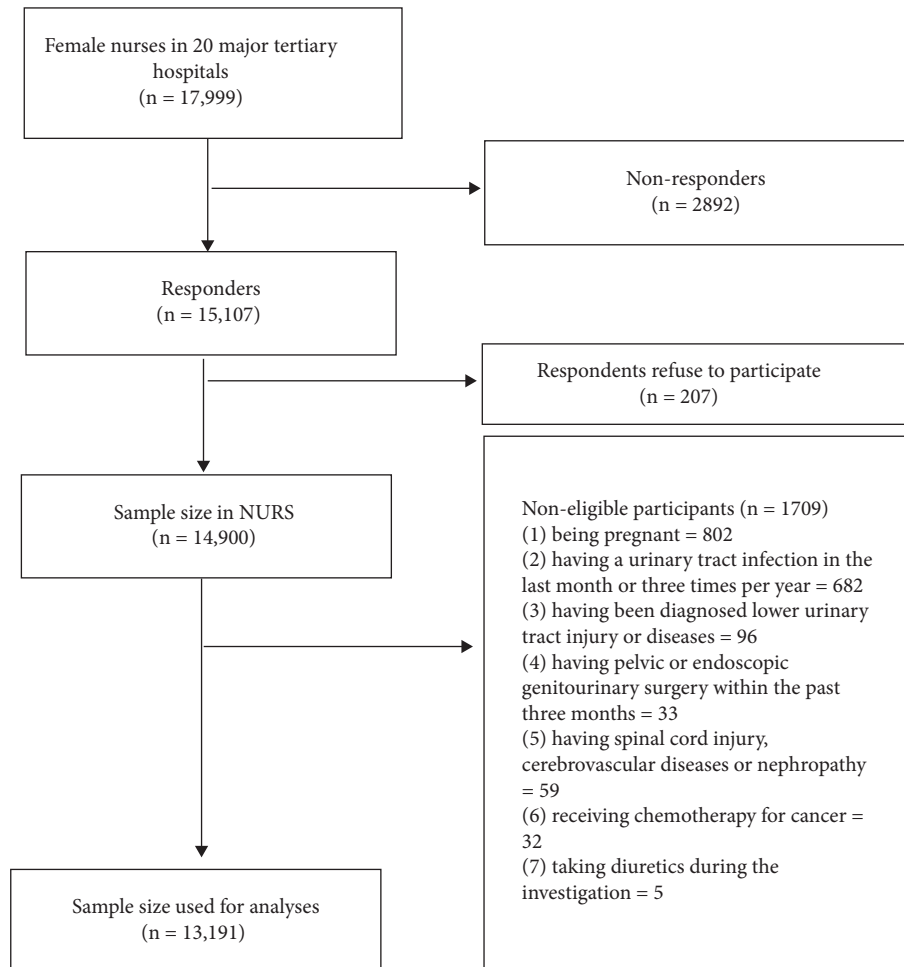 Female nurses in 20 major tertiary
hospitals
(n = 17,999)
Non-responders
(n = 2892)
Responders
(n = 15,107)
Respondents refuse to participate
(n = 207)
Sample size in NURS
(n = 14,900)
Non-eligible participants (n = 1709)
(1) being pregnant = 802
(2) having a urinary tract infection in the
last month or three times per year = 682
(3) having been diagnosed lower urinary
tract injury or diseases = 96
(4) having pelvic or endoscopic
genitourinary surgery within the past
three months = 33
(5) having spinal cord injury,
cerebrovascular diseases or nephropathy
= 59
(6) receiving chemotherapy for cancer =
32
(7) taking diuretics during the
investigation = 5
Sample size used for analyses
(n = 13,191)